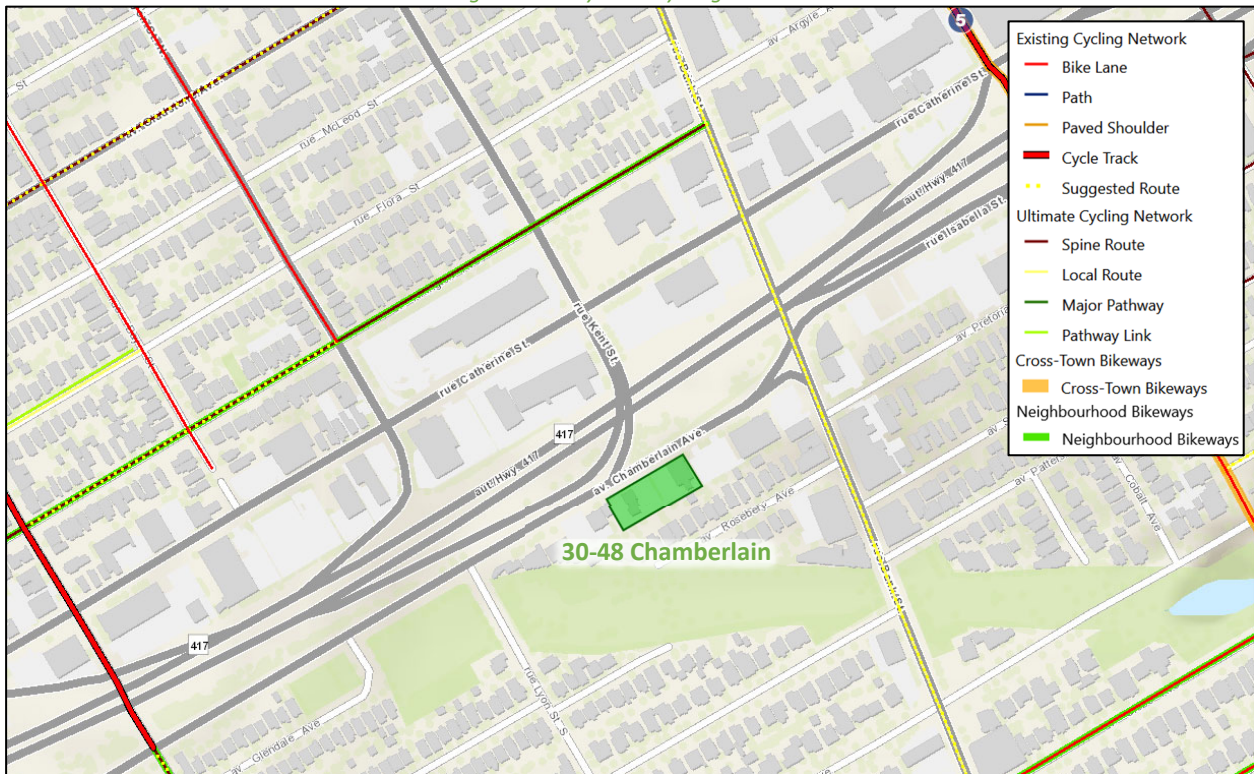 5
av Argyle A
Existing Cycling Network
Bike Lane
Path
Paved Shoulder
Cycle Track
Suggested Route
Ultimate Cycling Network
Spine Route
Local Route
Major Pathway
Pathway Link
Cross-Town Bikeways
Cross-Town Bikeways
Neighbourhood Bikeways
Neighbourhood Bikeways
rue McLeod St
rue Catherine St.
rue Flora St
aut. Hwy. 417
rue Isabella St.
rue Kent St.
av Pretoria
rue Catherine St.
417
av. Chamberlain Ave.
aut. Hwy. 417
av Rosebery Ave
av Patters
av Cobalt Ave
30-48 Chamberlain
417
rue Lyon St S
av Glendale Ave